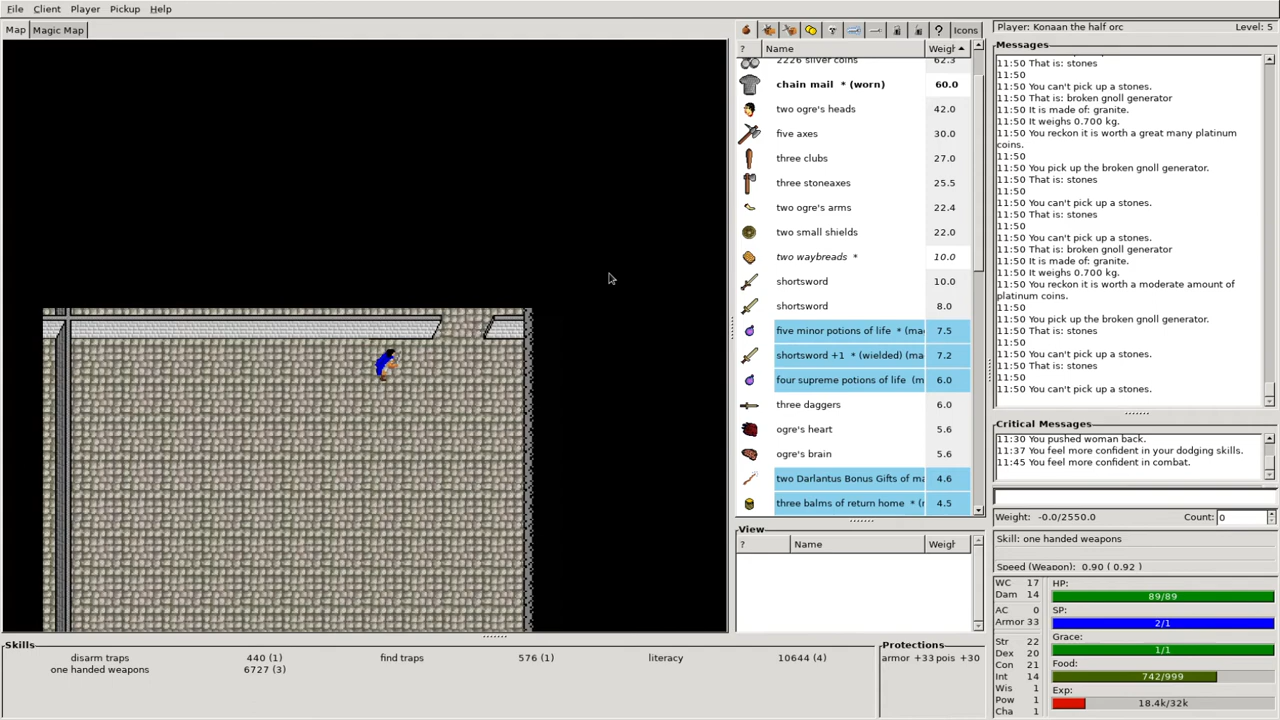 File Client Player Pickup Help
Map Magic Map
? Name Weigh
Icons
2226 silver coins 62.3
chain mail * (worn) 60.0
two ogre's heads 42.0
five axes 30.0
three clubs 27.0
three stoneaxes 25.5
two ogre's arms 22.4
two small shields 22.0
two waybreads * 10.0
shortsword 10.0
shortsword 8.0
five minor potions of life * (ma 7.5
shortsword +1 * (wielded) (ma 7.2
four supreme potions of life (m 6.0
three daggers 6.0
ogre's heart 5.6
ogre's brain 5.6
two Darlantus Bonus Gifts of ma 4.6
three balms of return home * (r 4.5
View
? Name Weigh
Player: Konaan the half orc Level: 5
Messages
11:50 That is: stones
11:50
11:50 You can't pick up a stones.
11:50 That is: broken gnoll generator
11:50 It is made of: granite.
11:50 It weighs 0.700 kg.
11:50 You reckon it is worth a great many platinum
coins.
11:50
11:50 You pick up the broken gnoll generator.
11:50 That is: stones
11:50
11:50 You can't pick up a stones.
11:50 That is: stones
11:50
11:50 You can't pick up a stones.
11:50 That is: broken gnoll generator
11:50 It is made of: granite.
11:50 It weighs 0.700 kg.
11:50 You reckon it is worth a moderate amount of
platinum coins.
11:50
11:50 You pick up the broken gnoll generator.
11:50 That is: stones
11:50
11:50 You can't pick up a stones.
11:50 That is: stones
11:50
11:50 You can't pick up a stones.
Critical Messages
11:30 You pushed woman back.
11:37 You feel more confident in your dodging skills.
11:45 You feel more confident in combat.
Weight: -0.0/2550.0 Count: 0
Skill: one handed weapons
Speed (Weapon): 0.90 ( 0.92 )
WC 17
Dam 14
AC 0
Armor 33
Str 22
Dex 20
Con 21
Int 14
Wis 1
Pow 1
Cha 1
HP:
89/89
SP:
2/1
Grace:
1/1
Food:
742/999
Exp:
18.4k/32k
Skills
disarm traps 440 (1) find traps 576 (1) literacy 10644 (4)
one handed weapons 6727 (3)
Protections
armor +33 pois +30